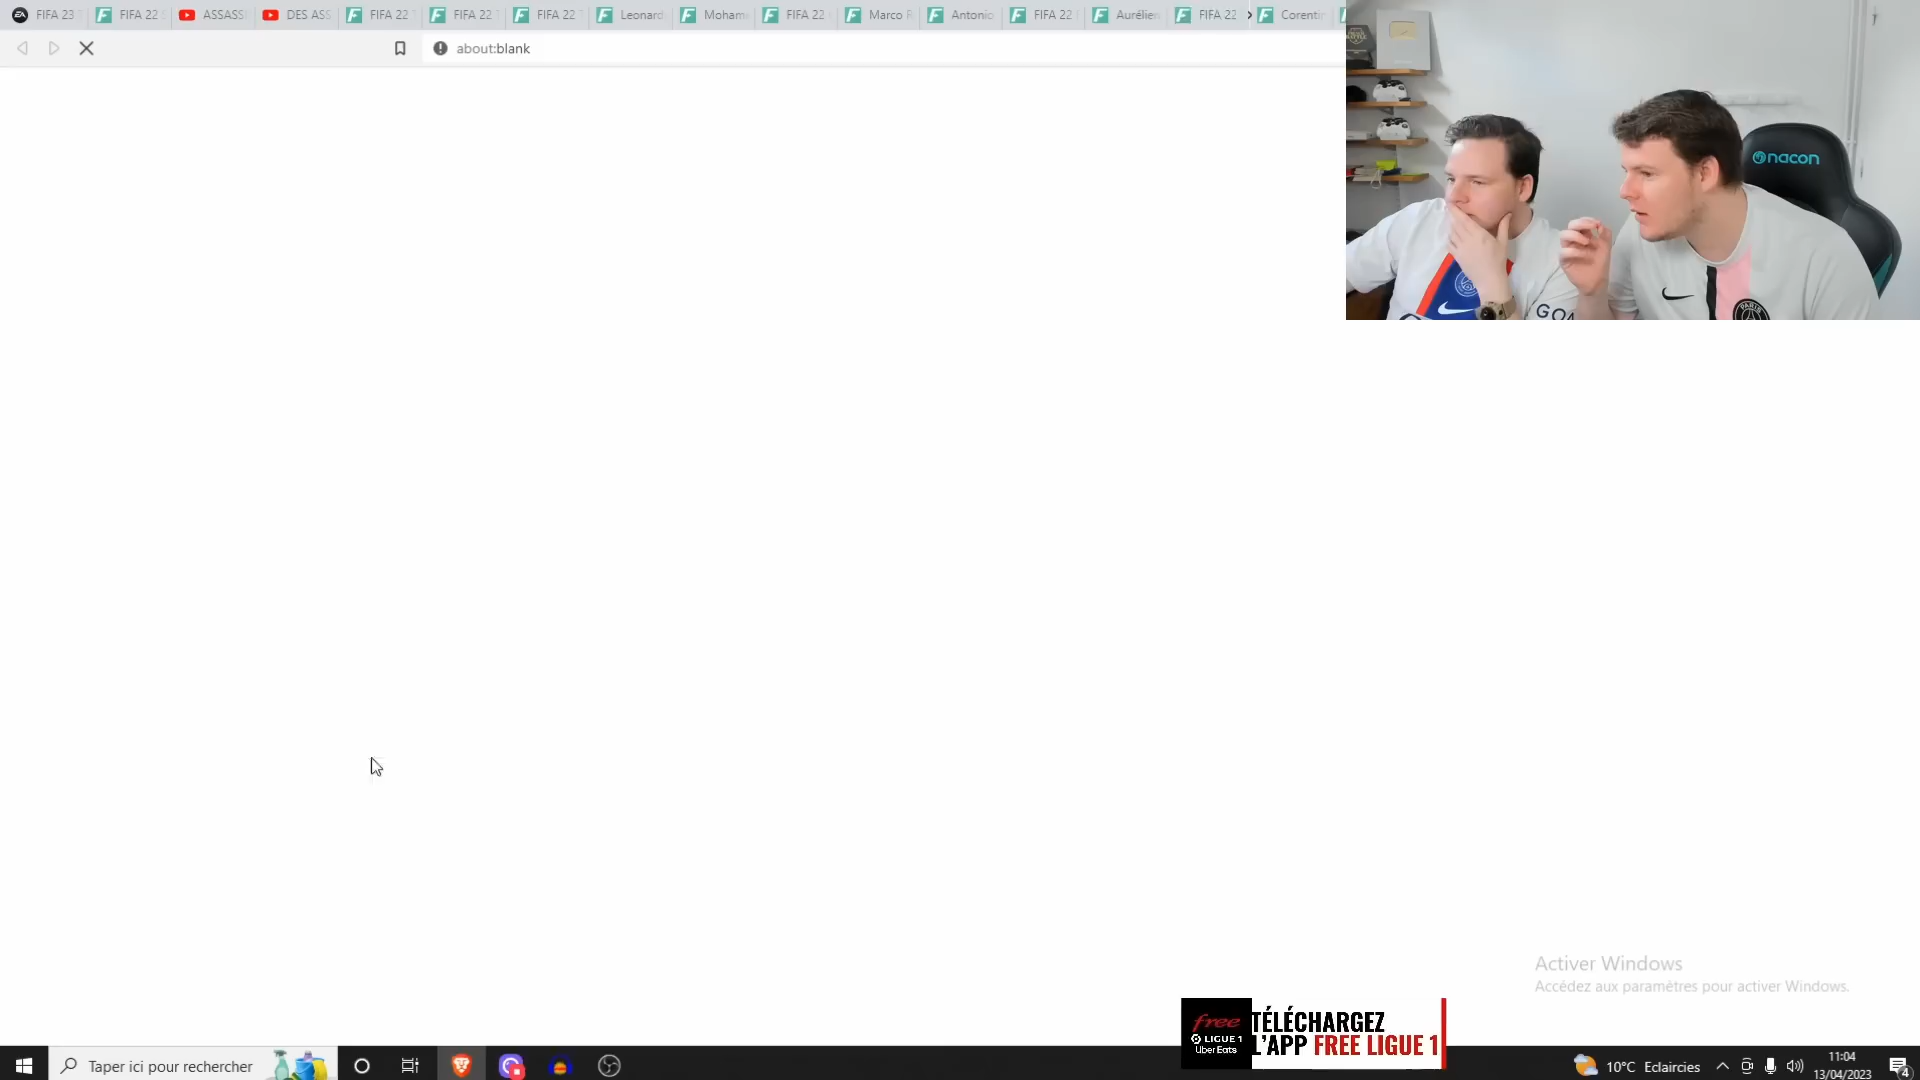 FIFA 23
FIFA 22
ASSASS
DES ASS
FIFA 22
FIFA 22
FIFA 22
Leonard
Moham
FIFA 22
Marco R
Antonio
FIFA 22
Aurélien
FIFA 22
Corentin
about:blank
nacon
PARIS
GOA
Activer Windows
Accédez aux paramètres pour activer Windows.
free
LIGUE 1
Uber Eats
TÉLÉCHARGEZ
L'APP FREE LIGUE 1
Taper ici pour rechercher
10°C Eclaircies
11:04
13/04/2023
4